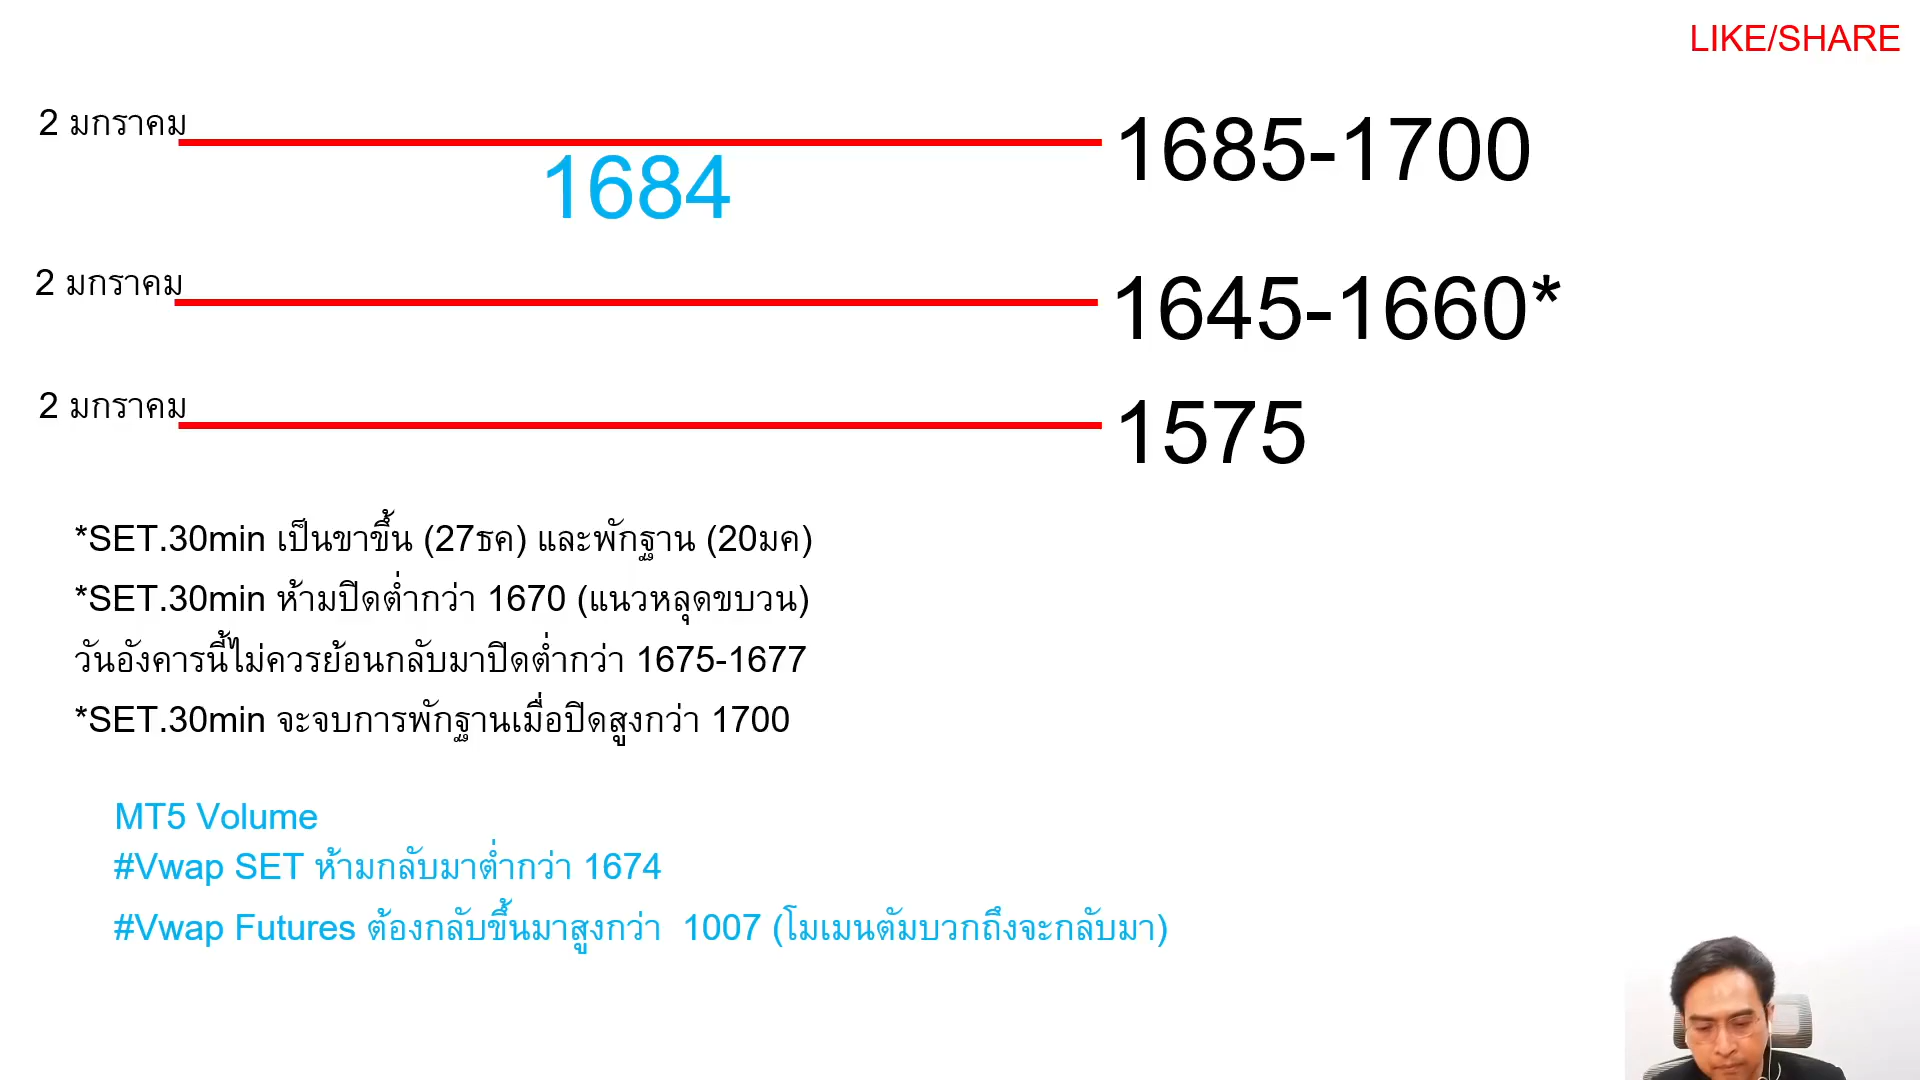 LIKE/SHARE
2 มกราคม
1685-1700
1684
2 มกราคม
1645-1660*
2 มกราคม
1575
*SET.30min เป็นขาขึ้น (27ธค) และพักฐาน (20มค)
*SET.30min ห้ามปิดต่ำกว่า 1670 (แนวหลุดขบวน)
วันอังคารนี้ไม่ควรย้อนกลับมาปิดต่ำกว่า 1675-1677
*SET.30min จะจบการพักฐานเมื่อปิดสูงกว่า 1700
MT5 Volume
#Vwap SET ห้ามกลับมาต่ำกว่า 1674
#Vwap Futures ต้องกลับขึ้นมาสูงกว่า  1007 (โมเมนตัมบวกถึงจะกลับมา)